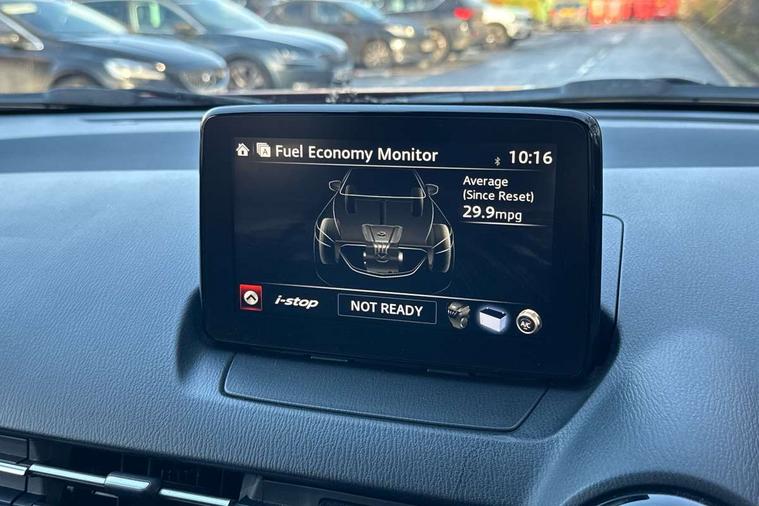 A Fuel Economy Monitor 10:16
Average
(Since Reset)
29.9mpg
i-stop NOT READY A/C